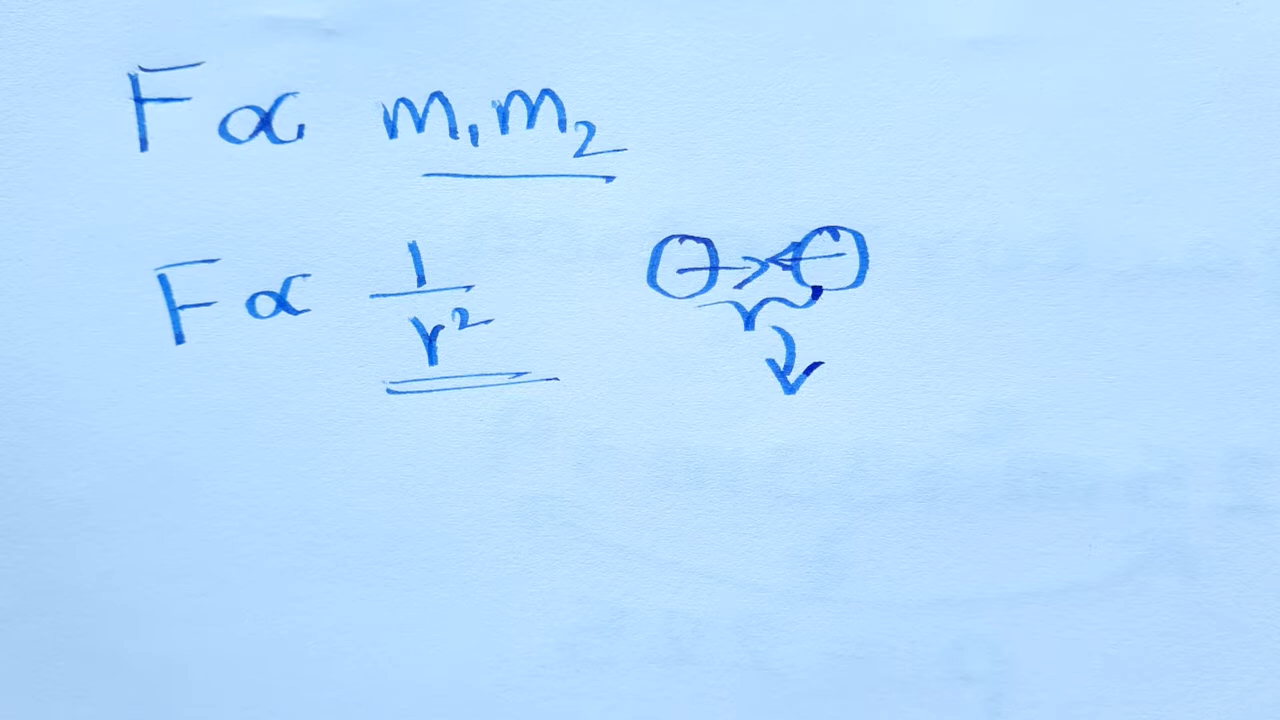 F ∝ m₁m₂
F ∝ 1/r²
r